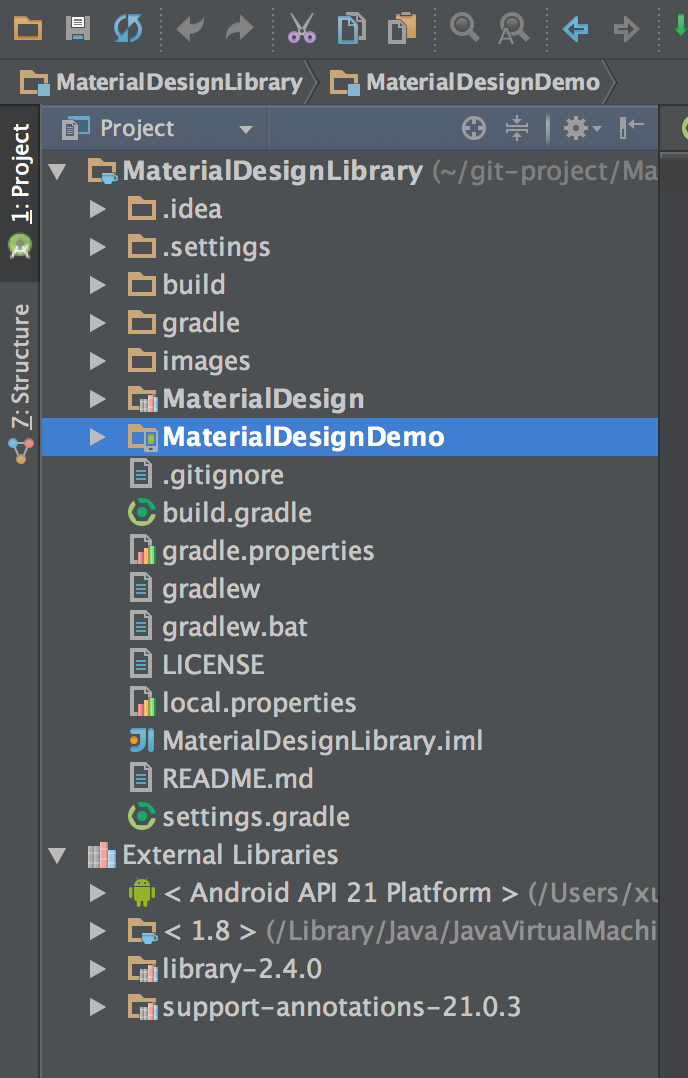 MaterialDesignLibrary MaterialDesignDemo
1: Project
Z: Structure
Project
MaterialDesignLibrary (~/git-project/Ma
.idea
.settings
build
gradle
images
MaterialDesign
MaterialDesignDemo
.gitignore
build.gradle
gradle.properties
gradlew
gradlew.bat
LICENSE
local.properties
MaterialDesignLibrary.iml
README.md
settings.gradle
External Libraries
< Android API 21 Platform > (/Users/xu
< 1.8 > (/Library/Java/JavaVirtualMachi
library-2.4.0
support-annotations-21.0.3